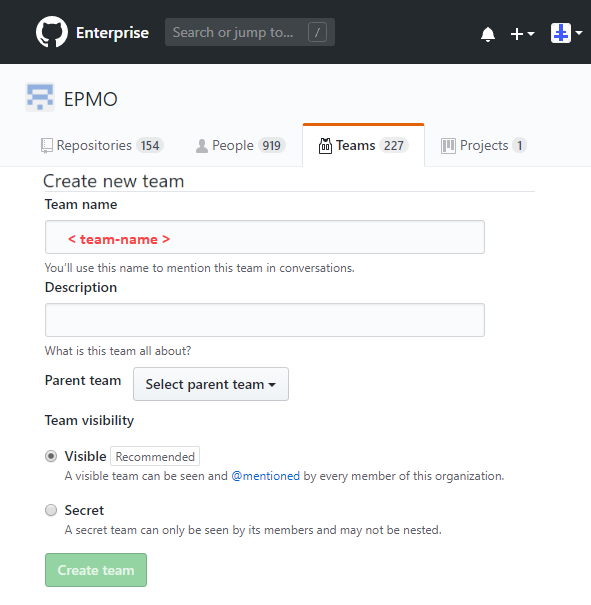 Enterprise
Search or jump to... /
EPMO
Repositories 154 People 919 Teams 227 Projects 1
Create new team
Team name
< team-name >
You'll use this name to mention this team in conversations.
Description
What is this team all about?
Parent team Select parent team
Team visibility
Visible Recommended
A visible team can be seen and @mentioned by every member of this organization.
Secret
A secret team can only be seen by its members and may not be nested.
Create team